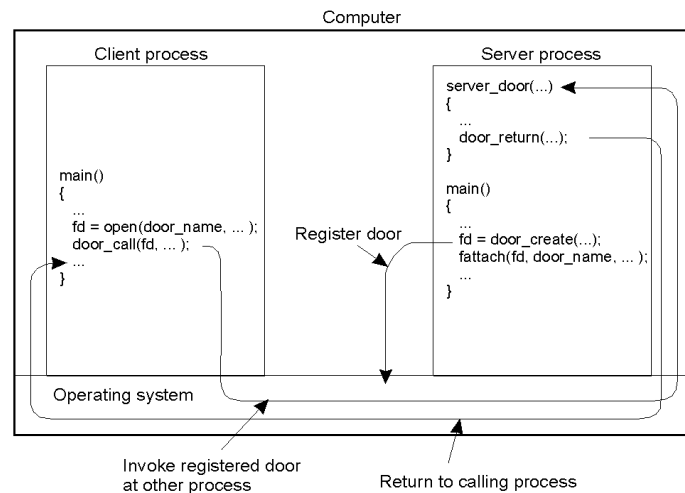 Computer
Client process
Server process
server_door(...)
{
...
door_return(...);
}
main()
{
...
fd = door_create(...);
fattach(fd, door_name, ... );
...
}
main()
{
...
fd = open(door_name, ... );
door_call(fd, ... );
...
}
Register door
Operating system
Invoke registered door
at other process
Return to calling process